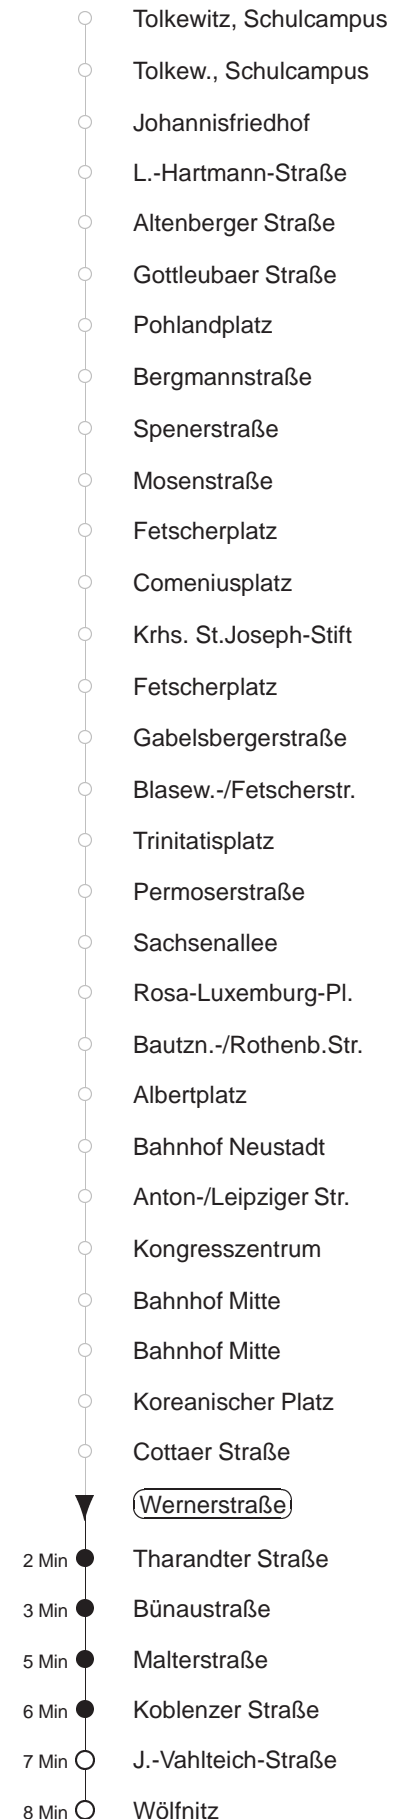 Tolkewitz, Schulcampus
Tolkew., Schulcampus
Johannisfriedhof
L.-Hartmann-Straße
Altenberger Straße
Gottleubaer Straße
Pohlandplatz
Bergmannstraße
Spenerstraße
Mosenstraße
Fetscherplatz
Comeniusplatz
Krhs. St.Joseph-Stift
Fetscherplatz
Gabelsbergerstraße
Blasew.-/Fetscherstr.
Trinitatisplatz
Permoserstraße
Sachsenallee
Rosa-Luxemburg-Pl.
Bautzn.-/Rothenb.Str.
Albertplatz
Bahnhof Neustadt
Anton-/Leipziger Str.
Kongresszentrum
Bahnhof Mitte
Bahnhof Mitte
Koreanischer Platz
Cottaer Straße
Wernerstraße
2 Min Tharandter Straße
3 Min Bünaustraße
5 Min Malterstraße
6 Min Koblenzer Straße
7 Min J.-Vahlteich-Straße
8 Min Wölfnitz